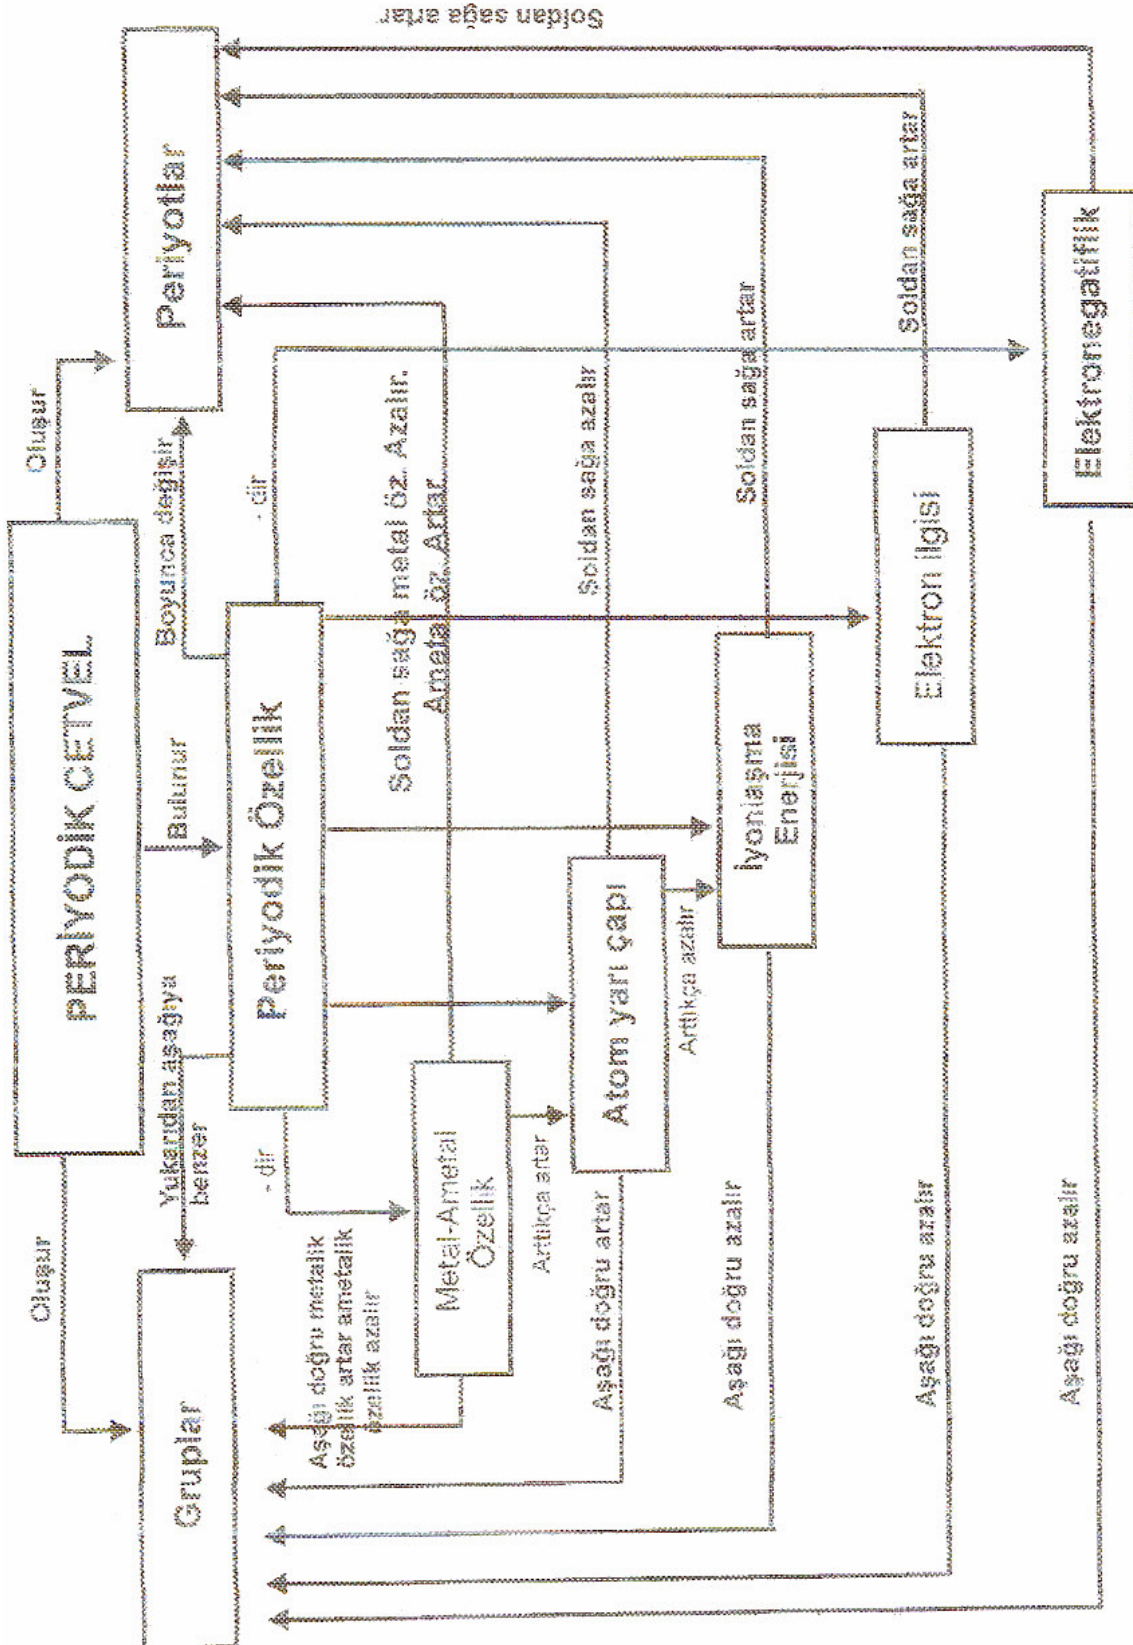 PERİYODİK CETVEL
Oluşur
Oluşur
Bulunur
Gruplar
Yukarıdan aşağıya
benzer
Boyunca değişir
Periyotlar
Periyodik Özellik
- dir
- dir
Aşağı doğru metalik
özellik artar ametalik
özellik azalır
Metal-Ametal
Özellik
Soldan sağa metal öz. Azalır.
Ametal öz. Artar
Arttıkça artar
Aşağı doğru artar
Atom yarı çapı
Soldan sağa azalır
Arttıkça azalır
Aşağı doğru azalır
İyonlaşma
Enerjisi
Soldan sağa artar
Aşağı doğru azalır
Elektron ilgisi
Soldan sağa artar
Aşağı doğru azalır
Elektronegatiflik
Soldan sağa artar